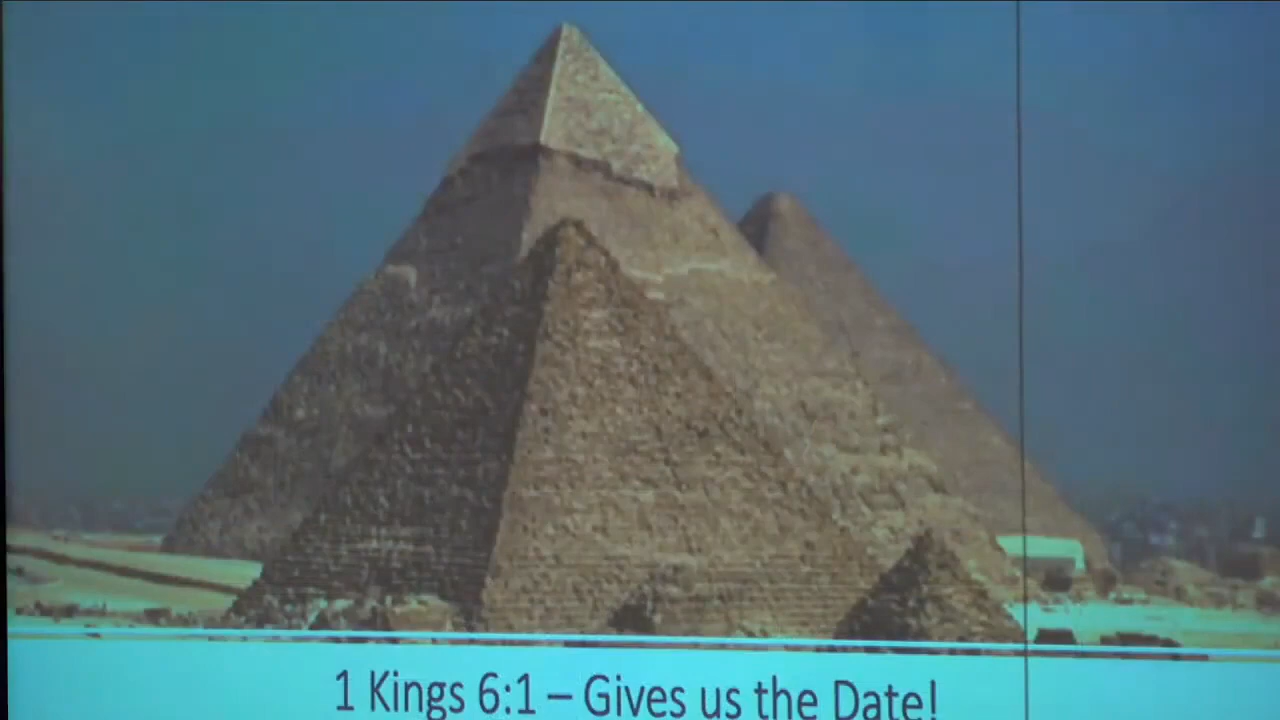 1 Kings 6:1 – Gives us the Date!